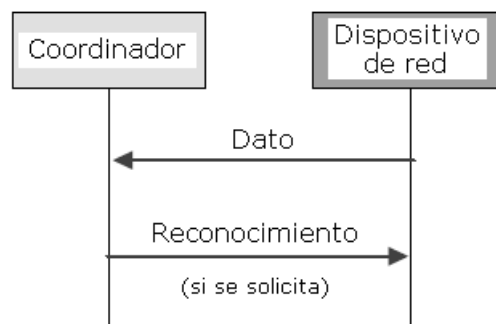 Coordinador
Dispositivo
de red
Dato
Reconocimiento
(si se solicita)